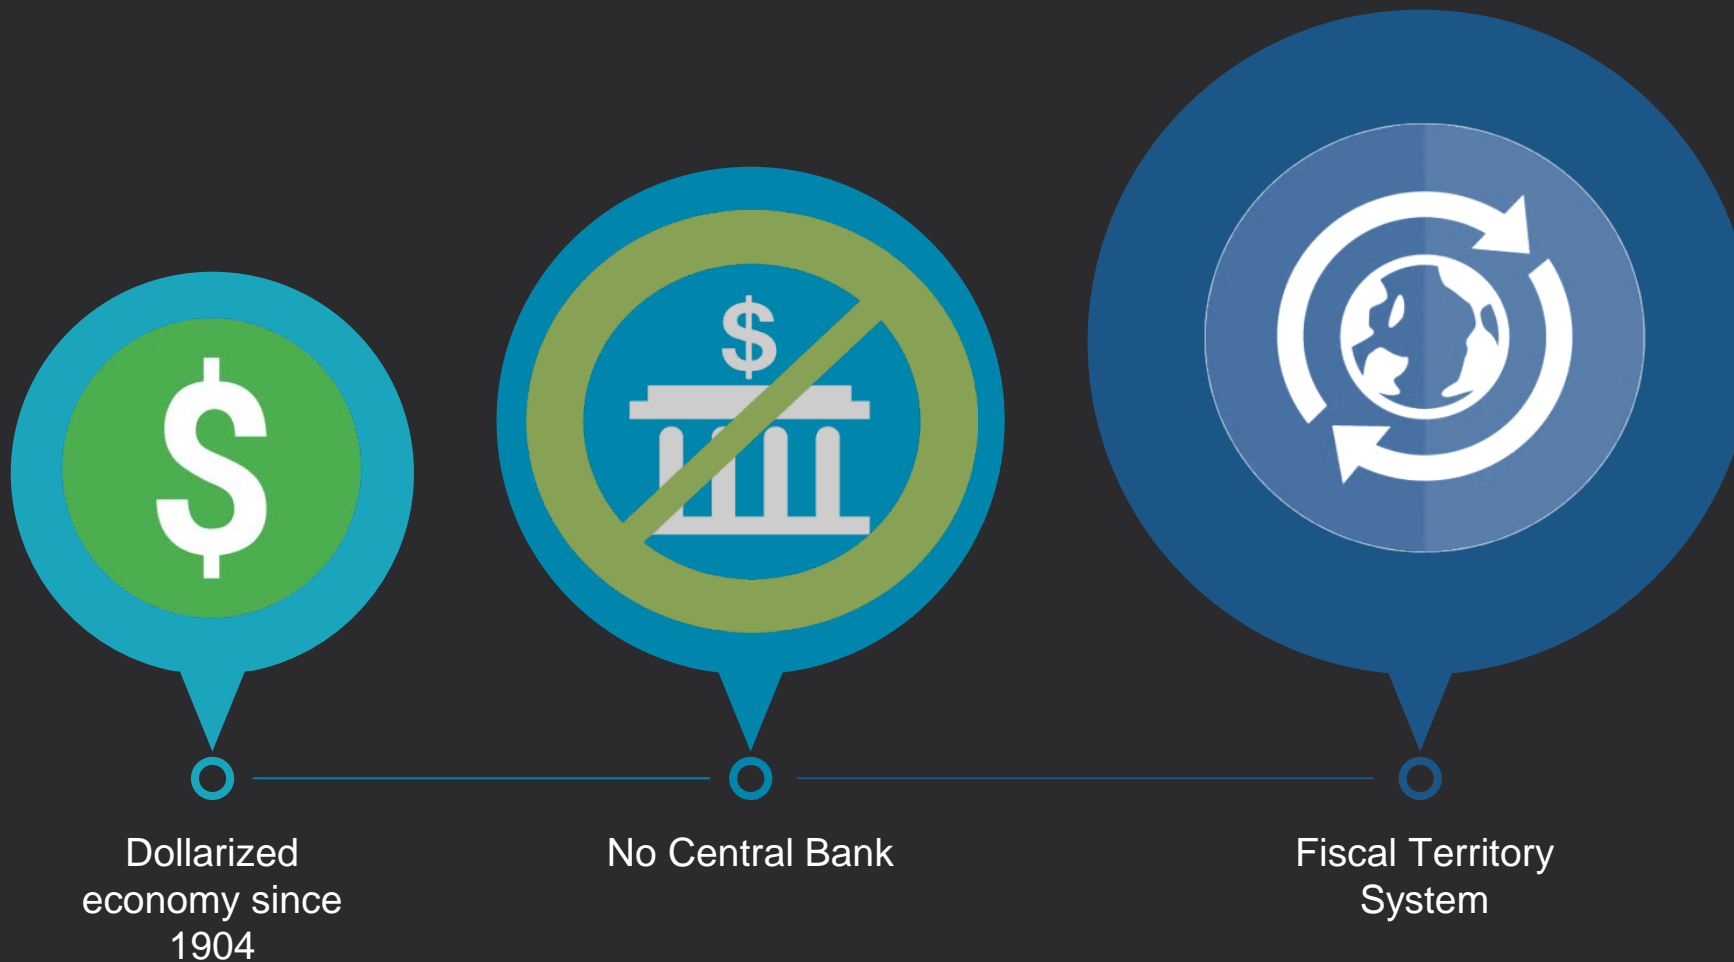 $
$
Dollarized
economy since
1904
No Central Bank
Fiscal Territory
System